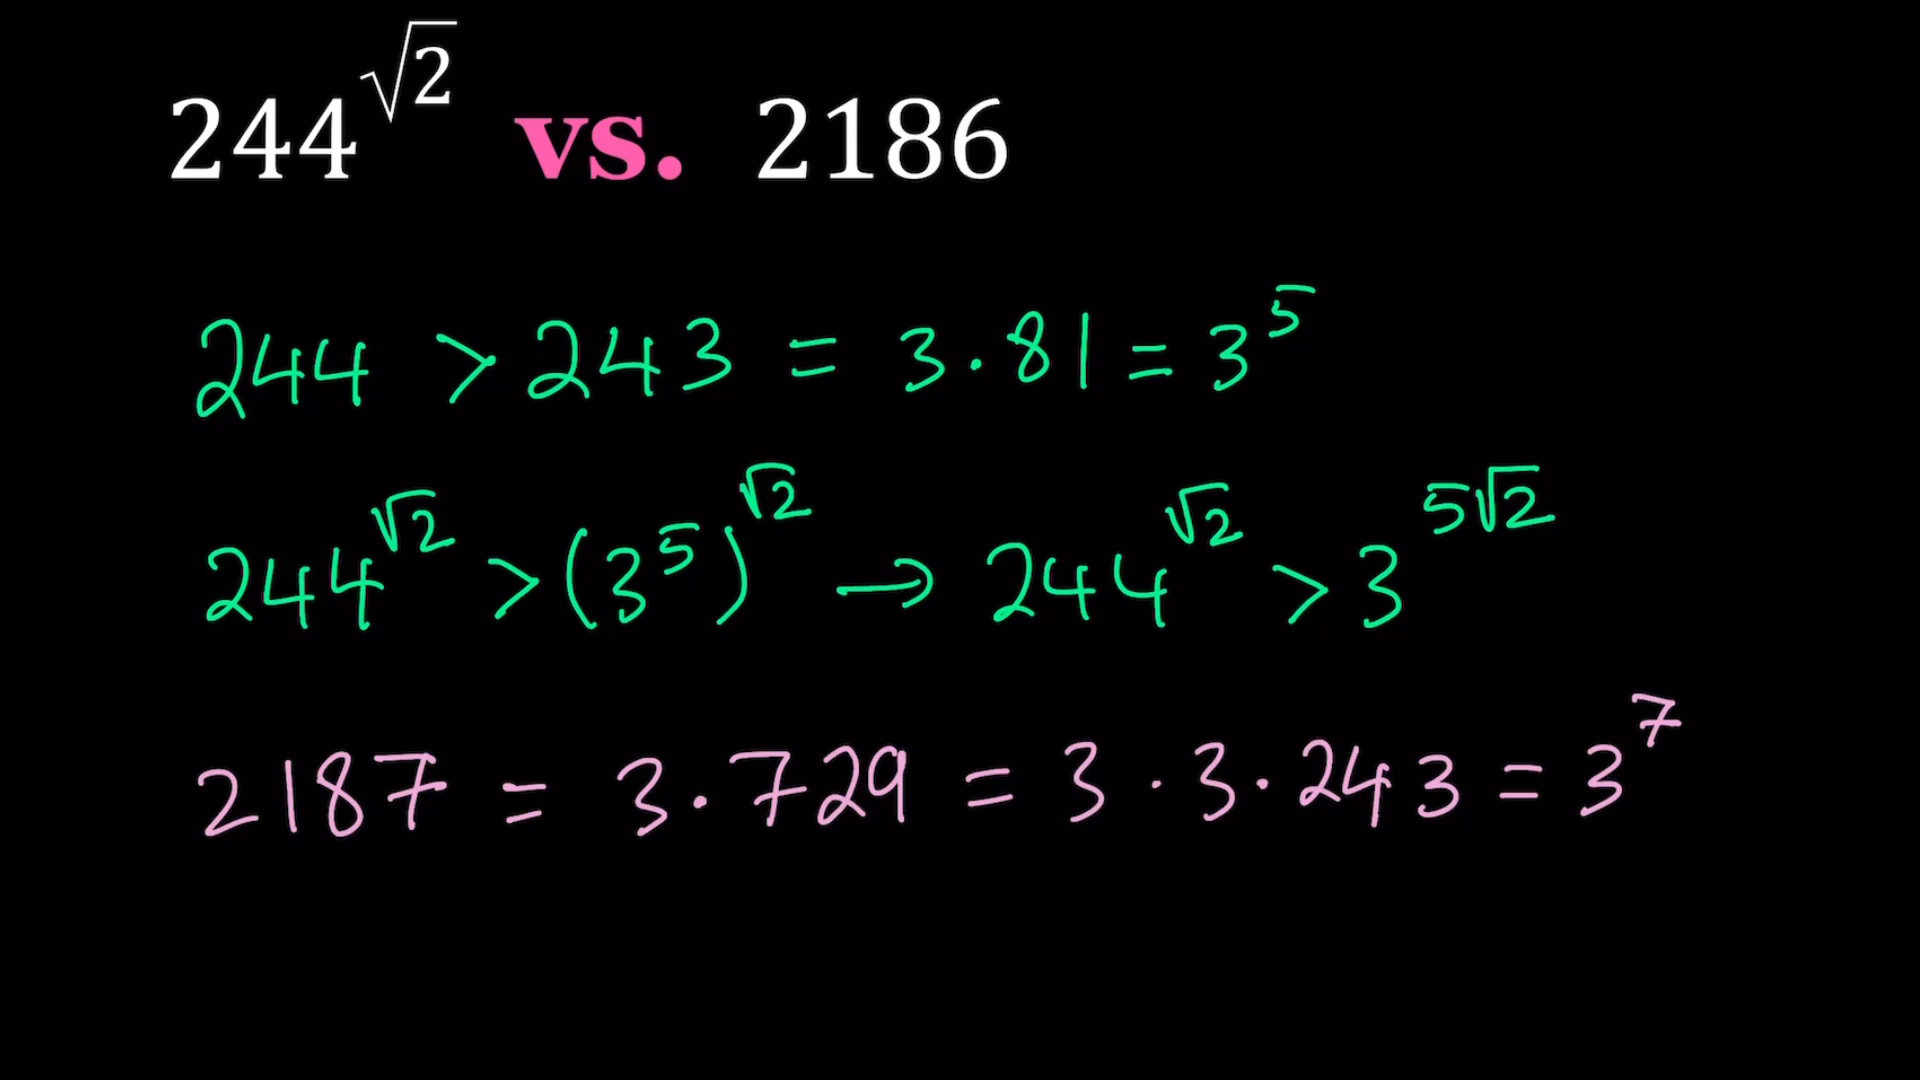 244^√2 vs. 2186
244 > 243 = 3·81 = 3^5
244^√2 > (3^5)^√2 → 244^√2 > 3^5√2
2187 = 3·729 = 3·3·243 = 3^7